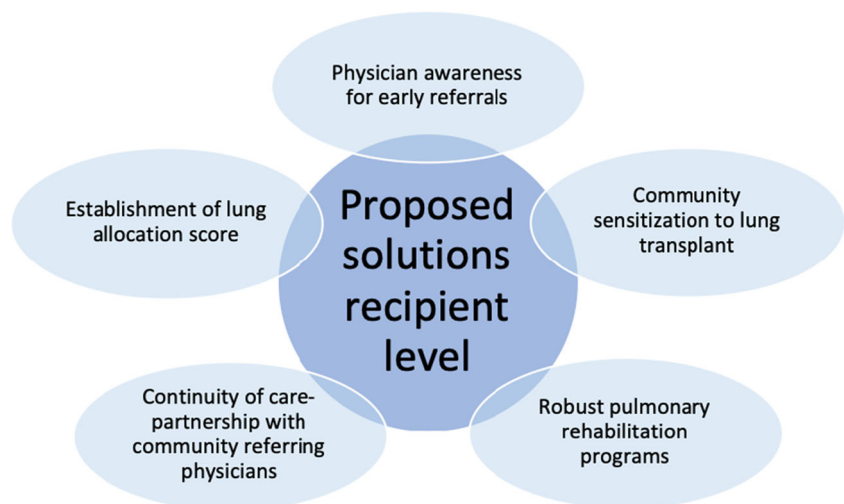 Physician awareness
for early referrals
Establishment of lung
allocation score
Proposed
solutions
recipient
level
Community
sensitization to lung
transplant
Continuity of care-
partnership with
community referring
physicians
Robust pulmonary
rehabilitation
programs